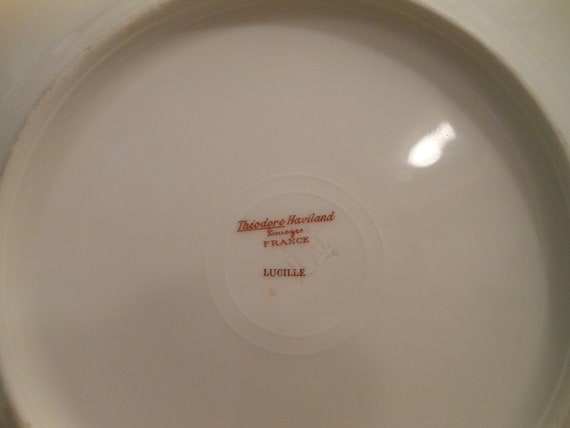 Théodore Haviland
Limoges
FRANCE
LUCILLE